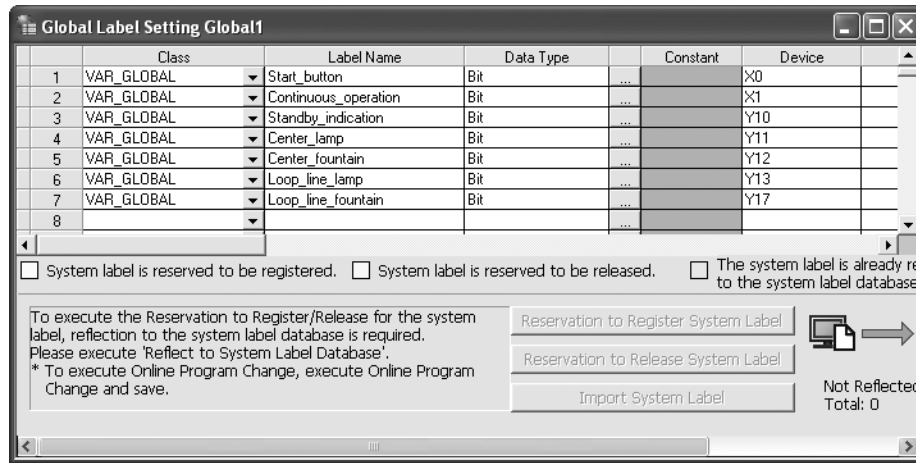 Global Label Setting Global1
Class Label Name Data Type Constant Device
1 VAR_GLOBAL Start_button Bit ... X0
2 VAR_GLOBAL Continuous_operation Bit ... X1
3 VAR_GLOBAL Standby_indication Bit ... Y10
4 VAR_GLOBAL Center_lamp Bit ... Y11
5 VAR_GLOBAL Center_fountain Bit ... Y12
6 VAR_GLOBAL Loop_line_lamp Bit ... Y13
7 VAR_GLOBAL Loop_line_fountain Bit ... Y17
8 ...
System label is reserved to be registered. System label is reserved to be released. The system label is already re
to the system label database
To execute the Reservation to Register/Release for the system
label, reflection to the system label database is required.
Please execute 'Reflect to System Label Database'.
* To execute Online Program Change, execute Online Program
Change and save.
Reservation to Register System Label
Reservation to Release System Label
Import System Label
Not Reflected
Total: 0